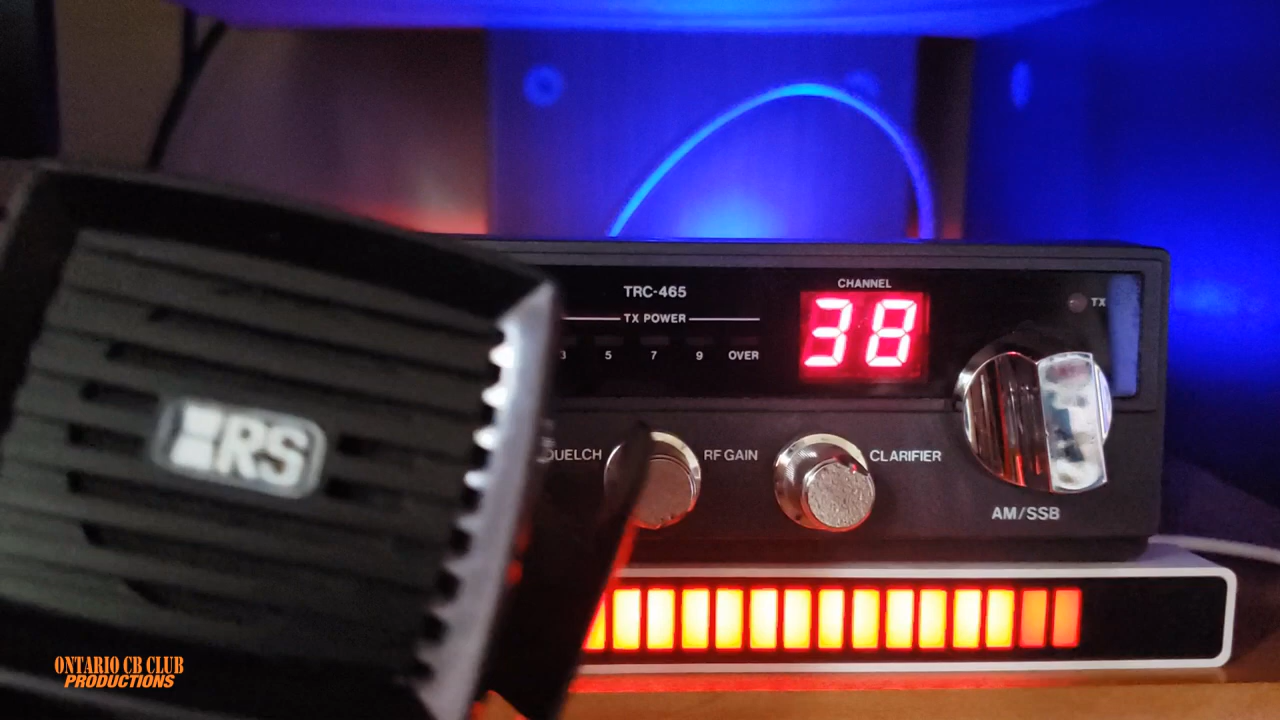 TRC-465
CHANNEL
38
TX
TX POWER
3 5 7 9 OVER
RF GAIN
CLARIFIER
AM/SSB
RS
ONTARIO CB CLUB
PRODUCTIONS